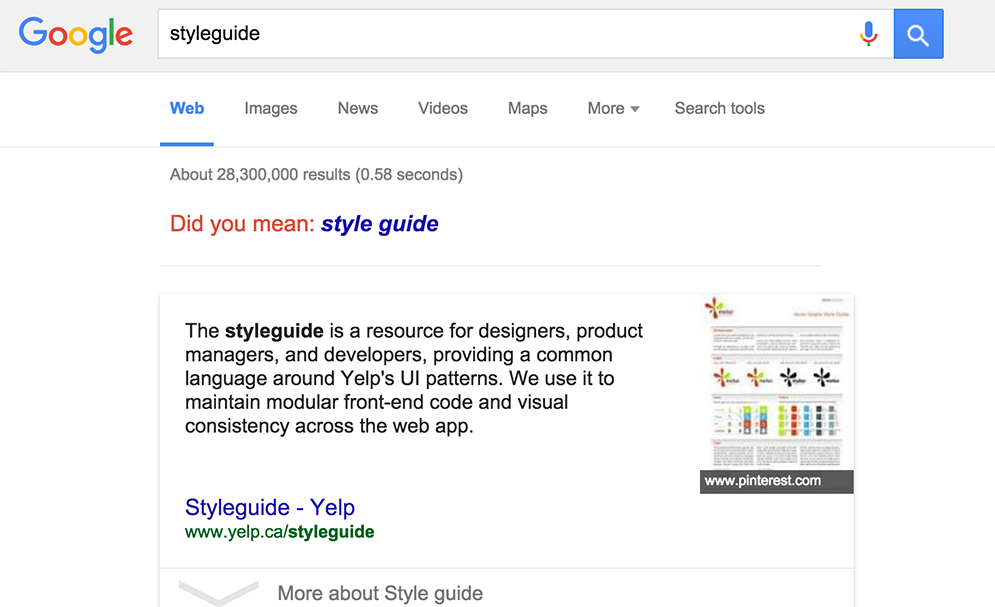 Google
styleguide
Web Images News Videos Maps More Search tools
About 28,300,000 results (0.58 seconds)
Did you mean: style guide
The styleguide is a resource for designers, product
managers, and developers, providing a common
language around Yelp's UI patterns. We use it to
maintain modular front-end code and visual
consistency across the web app.
www.pinterest.com
Styleguide - Yelp
www.yelp.ca/styleguide
More about Style guide